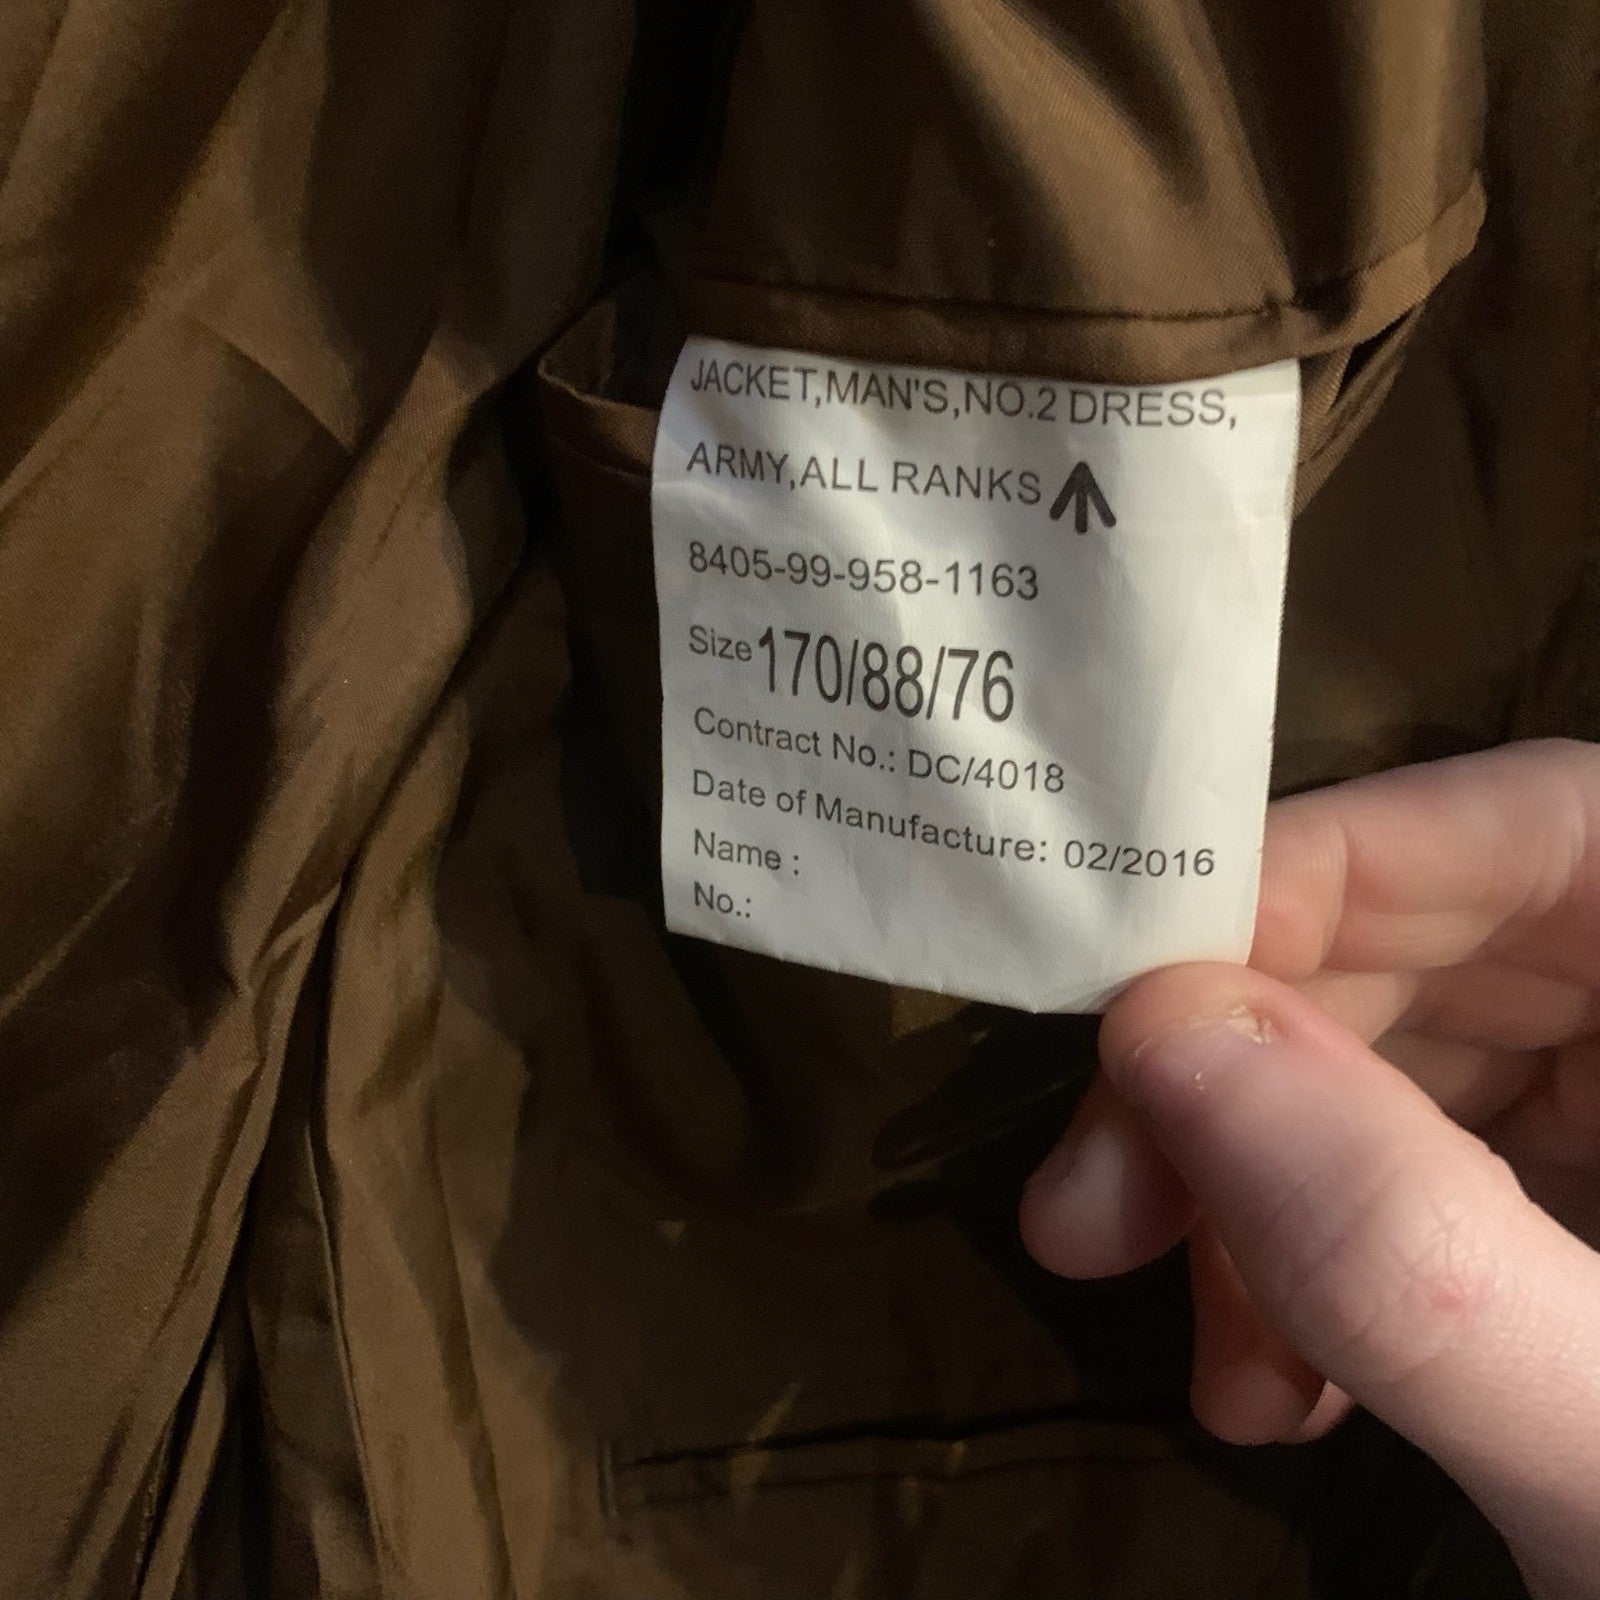 JACKET,MAN'S,NO.2 DRESS,
ARMY,ALL RANKS
8405-99-958-1163
Size 170/88/76
Contract No.: DC/4018
Date of Manufacture: 02/2016
Name :
No.: